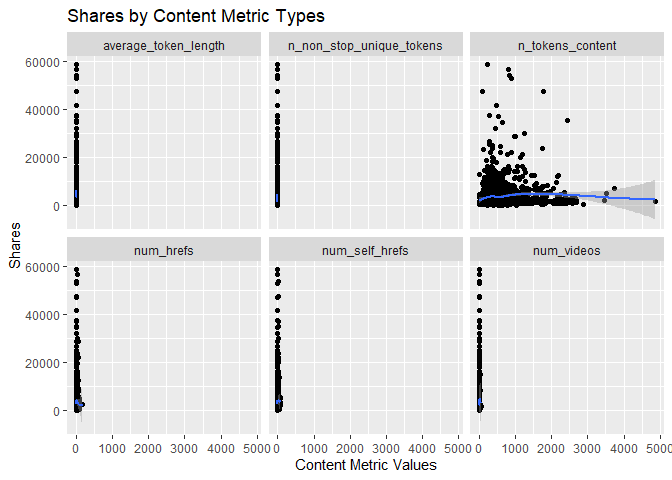 Shares by Content Metric Types
average_token_length n_non_stop_unique_tokens n_tokens_content
60000
40000
20000
0
num_hrefs num_self_hrefs num_videos
60000
40000
20000
0
Shares
0 1000 2000 3000 4000 5000 0 1000 2000 3000 4000 5000 0 1000 2000 3000 4000 5000
Content Metric Values